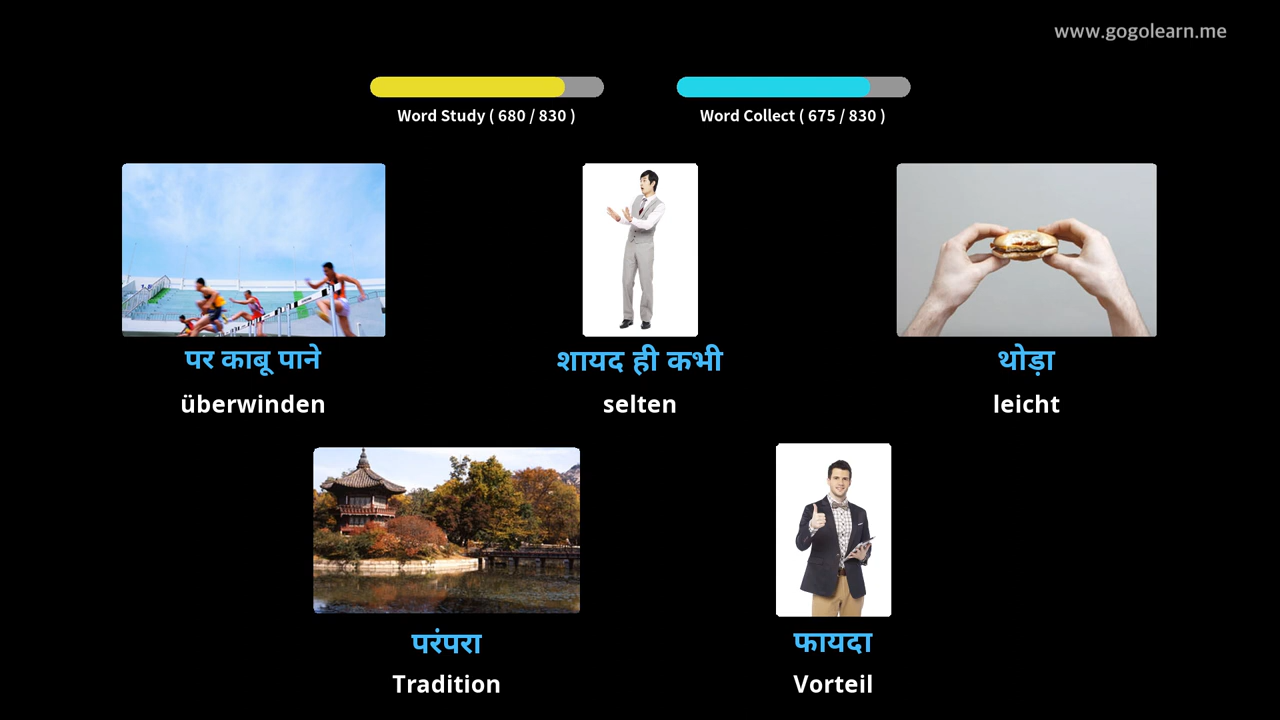 www.gogolearn.me
Word Study ( 680 / 830 )
Word Collect ( 675 / 830 )
पर काबू पाने
शायद ही कभी
थोड़ा
überwinden
selten
leicht
परंपरा
फायदा
Tradition
Vorteil